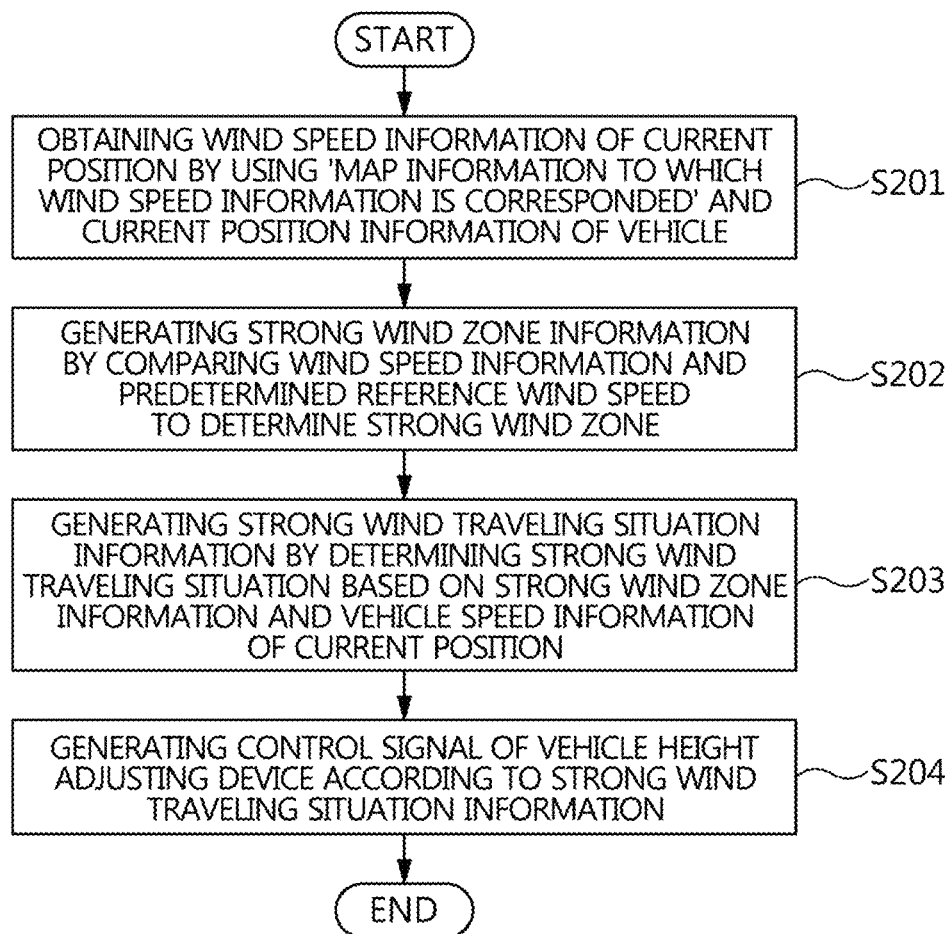 START
OBTAINING WIND SPEED INFORMATION OF CURRENT
POSITION BY USING 'MAP INFORMATION TO WHICH
WIND SPEED INFORMATION IS CORRESPONDED' AND
CURRENT POSITION INFORMATION OF VEHICLE
S201
GENERATING STRONG WIND ZONE INFORMATION
BY COMPARING WIND SPEED INFORMATION AND
PREDETERMINED REFERENCE WIND SPEED
TO DETERMINE STRONG WIND ZONE
S202
GENERATING STRONG WIND TRAVELING SITUATION
INFORMATION BY DETERMINING STRONG WIND
TRAVELING SITUATION BASED ON STRONG WIND ZONE
INFORMATION AND VEHICLE SPEED INFORMATION
OF CURRENT POSITION
S203
GENERATING CONTROL SIGNAL OF VEHICLE HEIGHT
ADJUSTING DEVICE ACCORDING TO STRONG WIND
TRAVELING SITUATION INFORMATION
S204
END